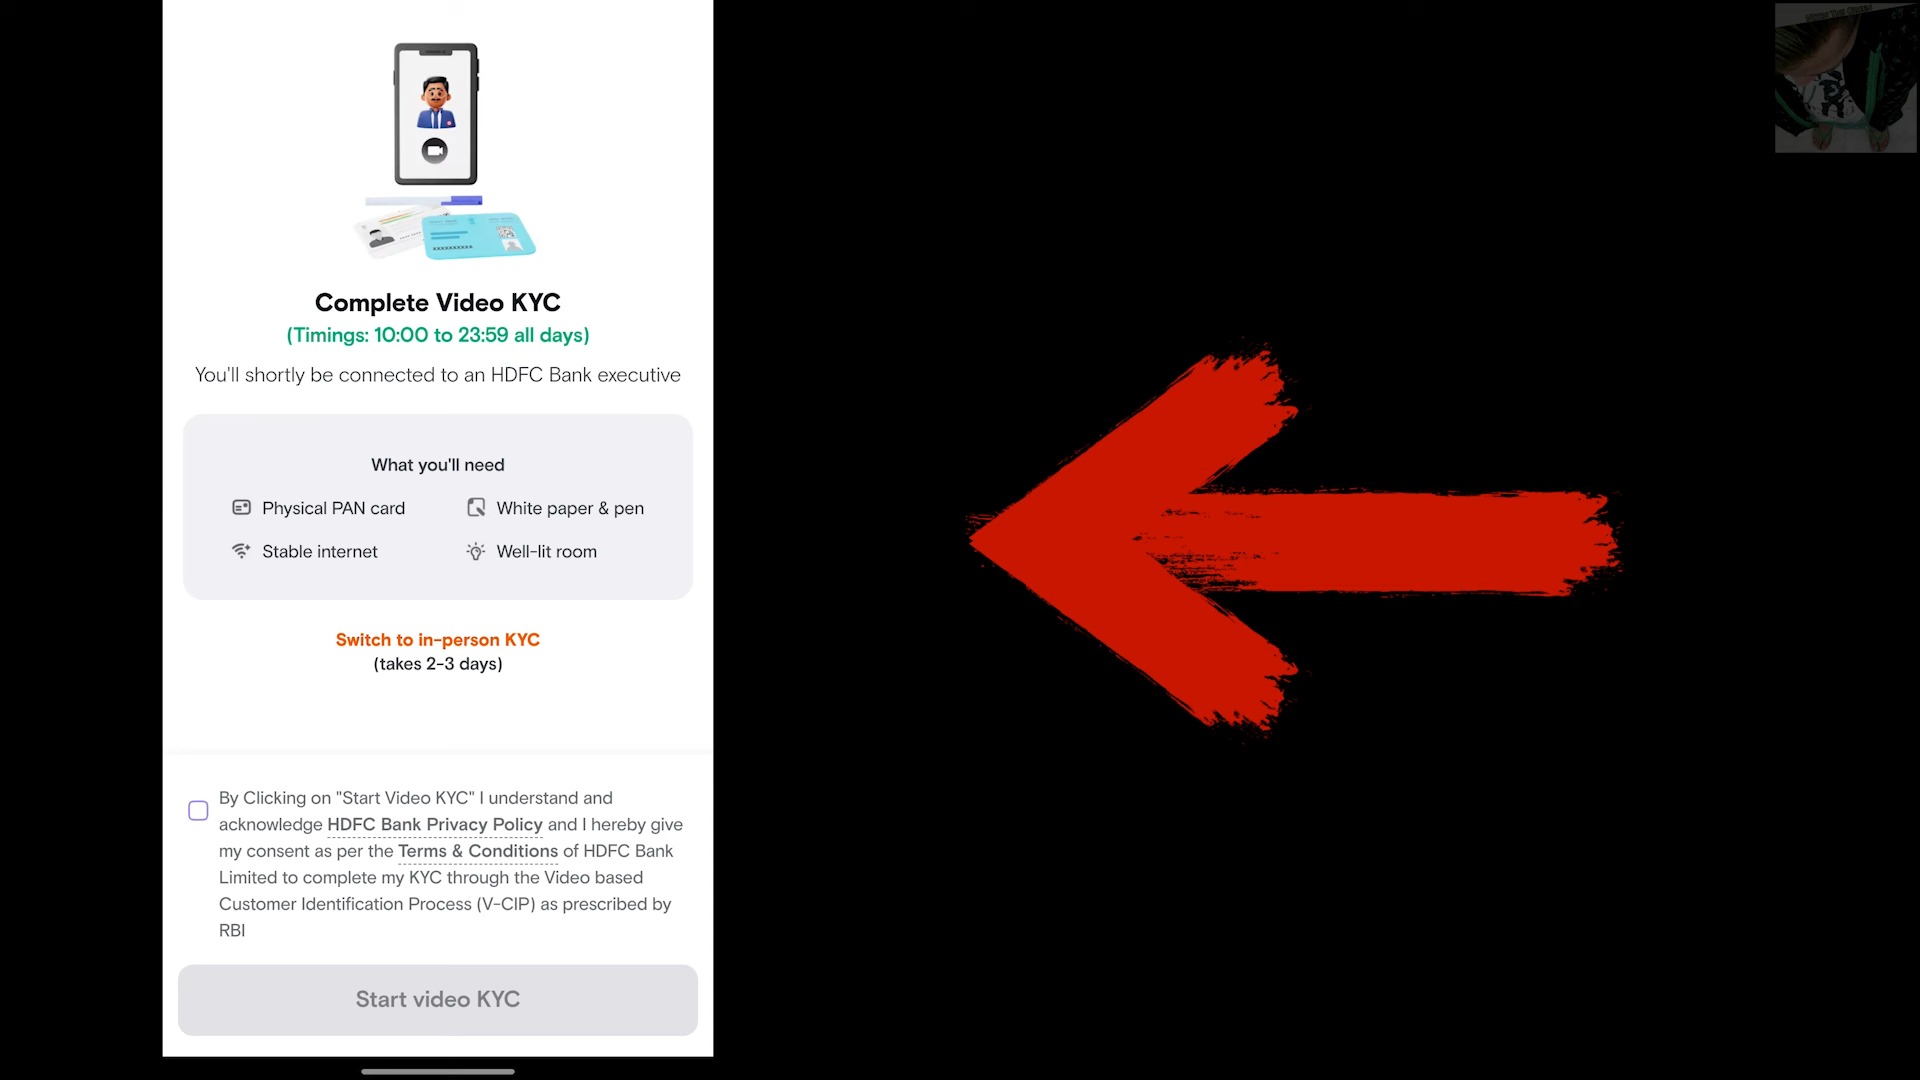 Complete Video KYC
(Timings: 10:00 to 23:59 all days)
You'll shortly be connected to an HDFC Bank executive
What you'll need
Physical PAN card
White paper & pen
Stable internet
Well-lit room
Switch to in-person KYC
(takes 2-3 days)
By Clicking on "Start Video KYC" I understand and
acknowledge HDFC Bank Privacy Policy and I hereby give
my consent as per the Terms & Conditions of HDFC Bank
Limited to complete my KYC through the Video based
Customer Identification Process (V-CIP) as prescribed by
RBI
Start video KYC